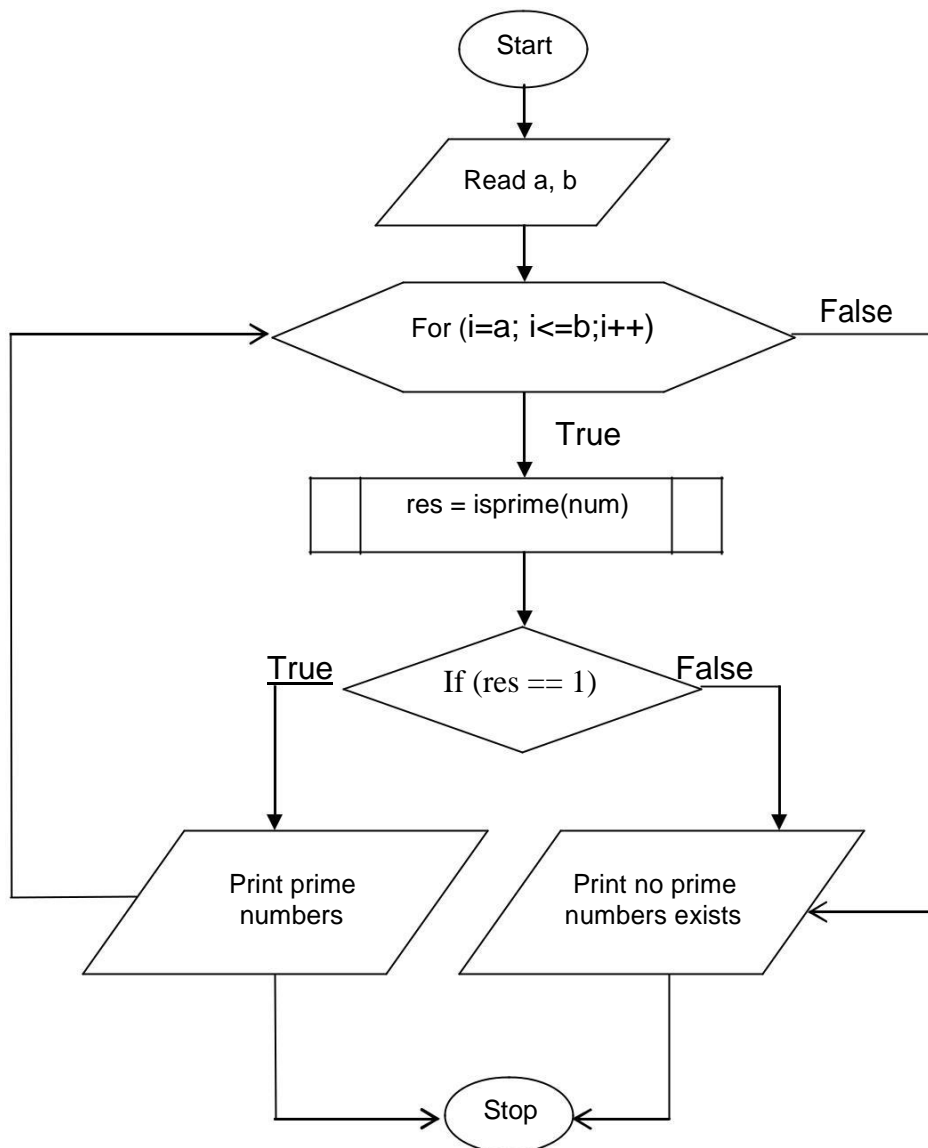 Start
Read a, b
For (i=a; i<=b;i++)
False
True
res = isprime(num)
True
If (res == 1)
False
Print prime
numbers
Print no prime
numbers exists
Stop